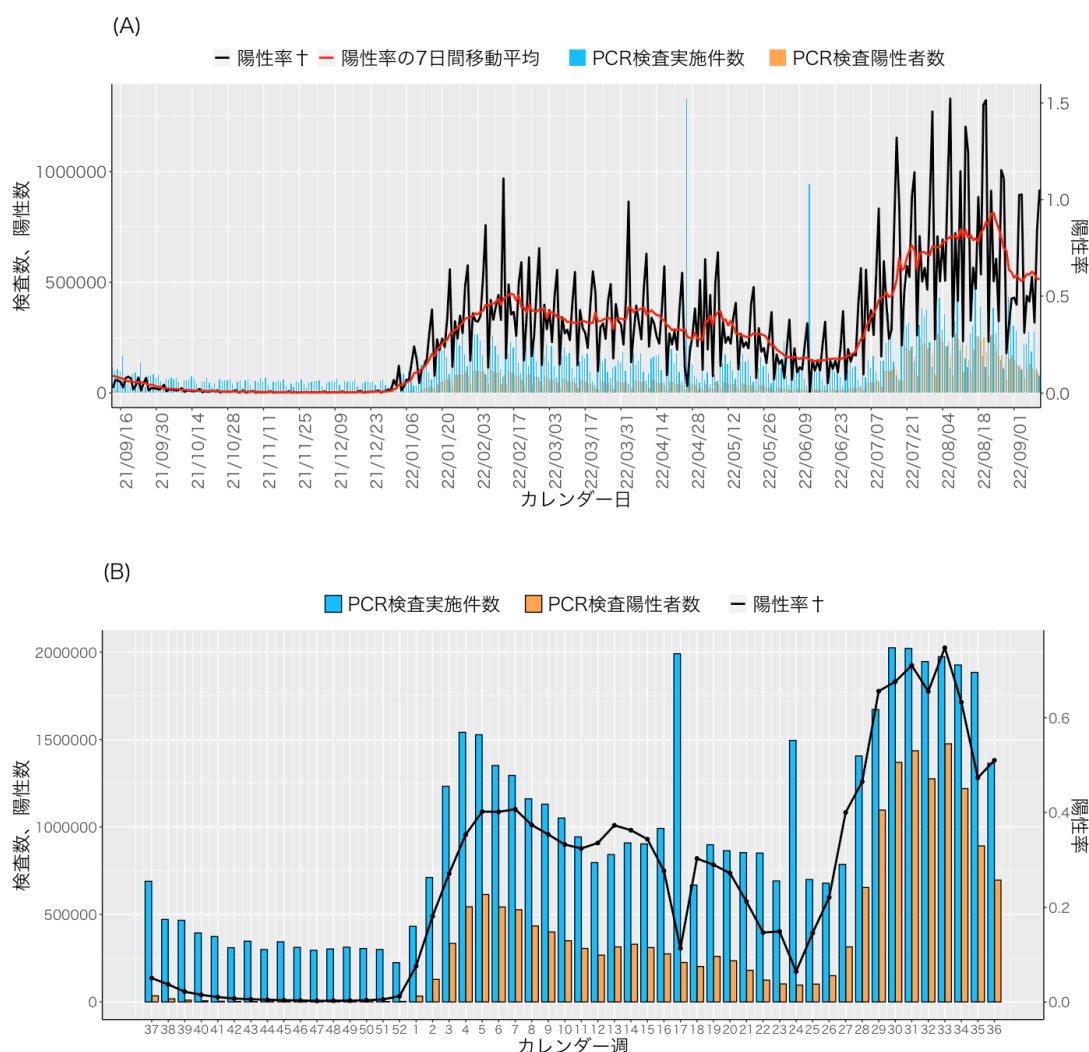 (A)
陽性率† 陽性率の7日間移動平均 PCR検査実施件数 PCR検査陽性者数
検査数、陽性数
1000000
500000
0
1.5
1.0
0.5
0.0
陽性率
21/09/16 21/09/30 21/10/14 21/10/28 21/11/11 21/11/25 21/12/09 21/12/23 22/01/06 22/01/20 22/02/03 22/02/17 22/03/03 22/03/17 22/03/31 22/04/14 22/04/28 22/05/12 22/05/26 22/06/09 22/06/23 22/07/07 22/07/21 22/08/04 22/08/18 22/09/01
カレンダー日
(B)
PCR検査実施件数 PCR検査陽性者数 陽性率†
検査数、陽性数
2000000
1500000
1000000
500000
0
0.6
0.4
0.2
0.0
陽性率
37 38 39 40 41 42 43 44 45 46 47 48 49 50 51 52 1 2 3 4 5 6 7 8 9 10 11 12 13 14 15 16 17 18 19 20 21 22 23 24 25 26 27 28 29 30 31 32 33 34 35 36
カレンダー週